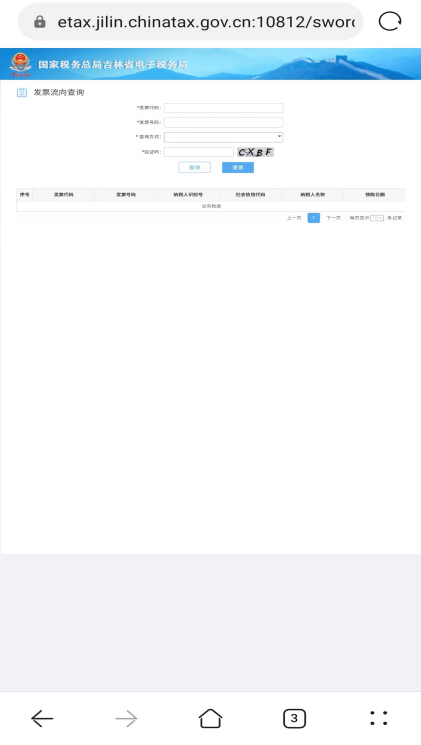 etax.jilin.chinatax.gov.cn:10812/sword
国家税务总局吉林省电子税务局
发票流向查询
*发票代码:
*发票号码:
*查询方式:
*验证码: C-XBF
查询 重置
序号 发票代码 发票号码 纳税人识别号 社会信用代码 纳税人名称 领购日期
没有数据
上一页 1 下一页 每页显示 条记录
3